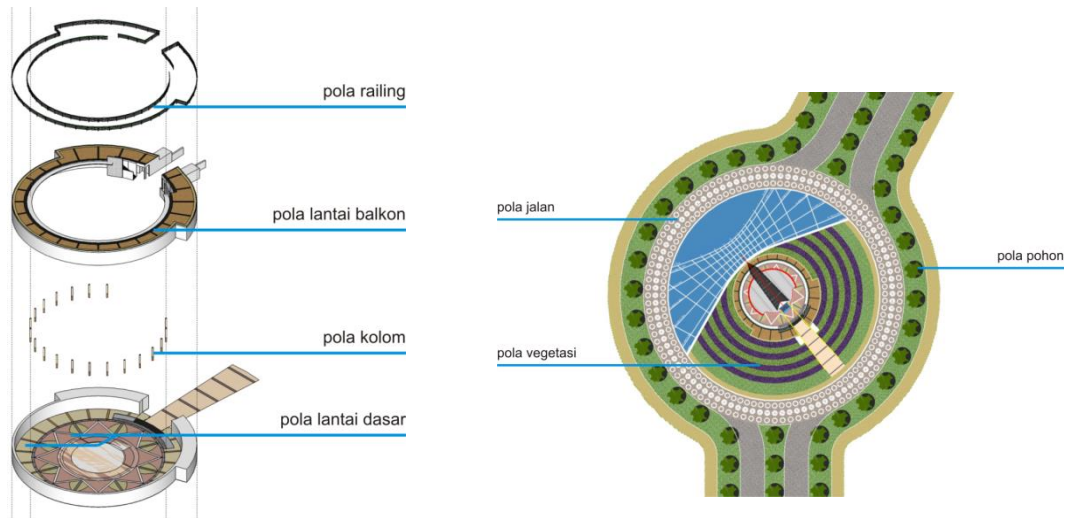 pola railing
pola lantai balkon
pola kolom
pola lantai dasar
pola jalan
pola pohon
pola vegetasi